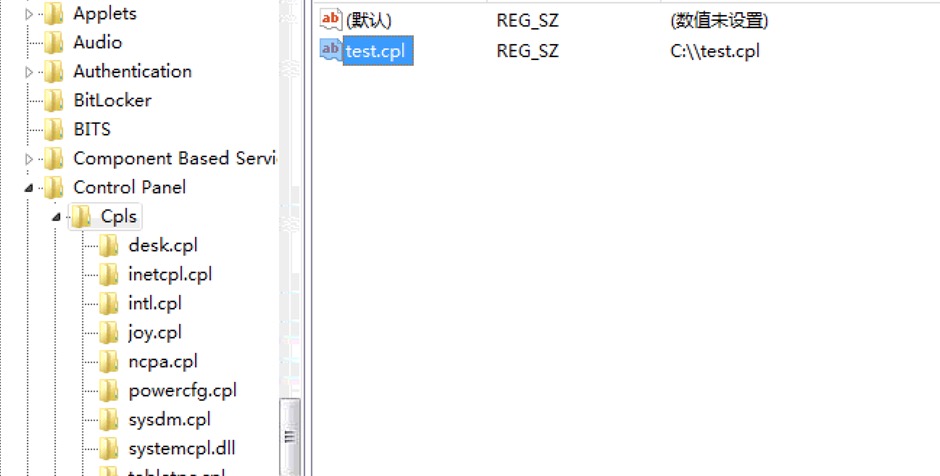 Applets
Audio
Authentication
BitLocker
BITS
Component Based Servi
Control Panel
Cpls
desk.cpl
inetcpl.cpl
intl.cpl
joy.cpl
ncpa.cpl
powercfg.cpl
sysdm.cpl
systemcpl.dll
tabletpc.cpl
ab (默认) REG_SZ (数值未设置)
ab test.cpl REG_SZ C:\\test.cpl